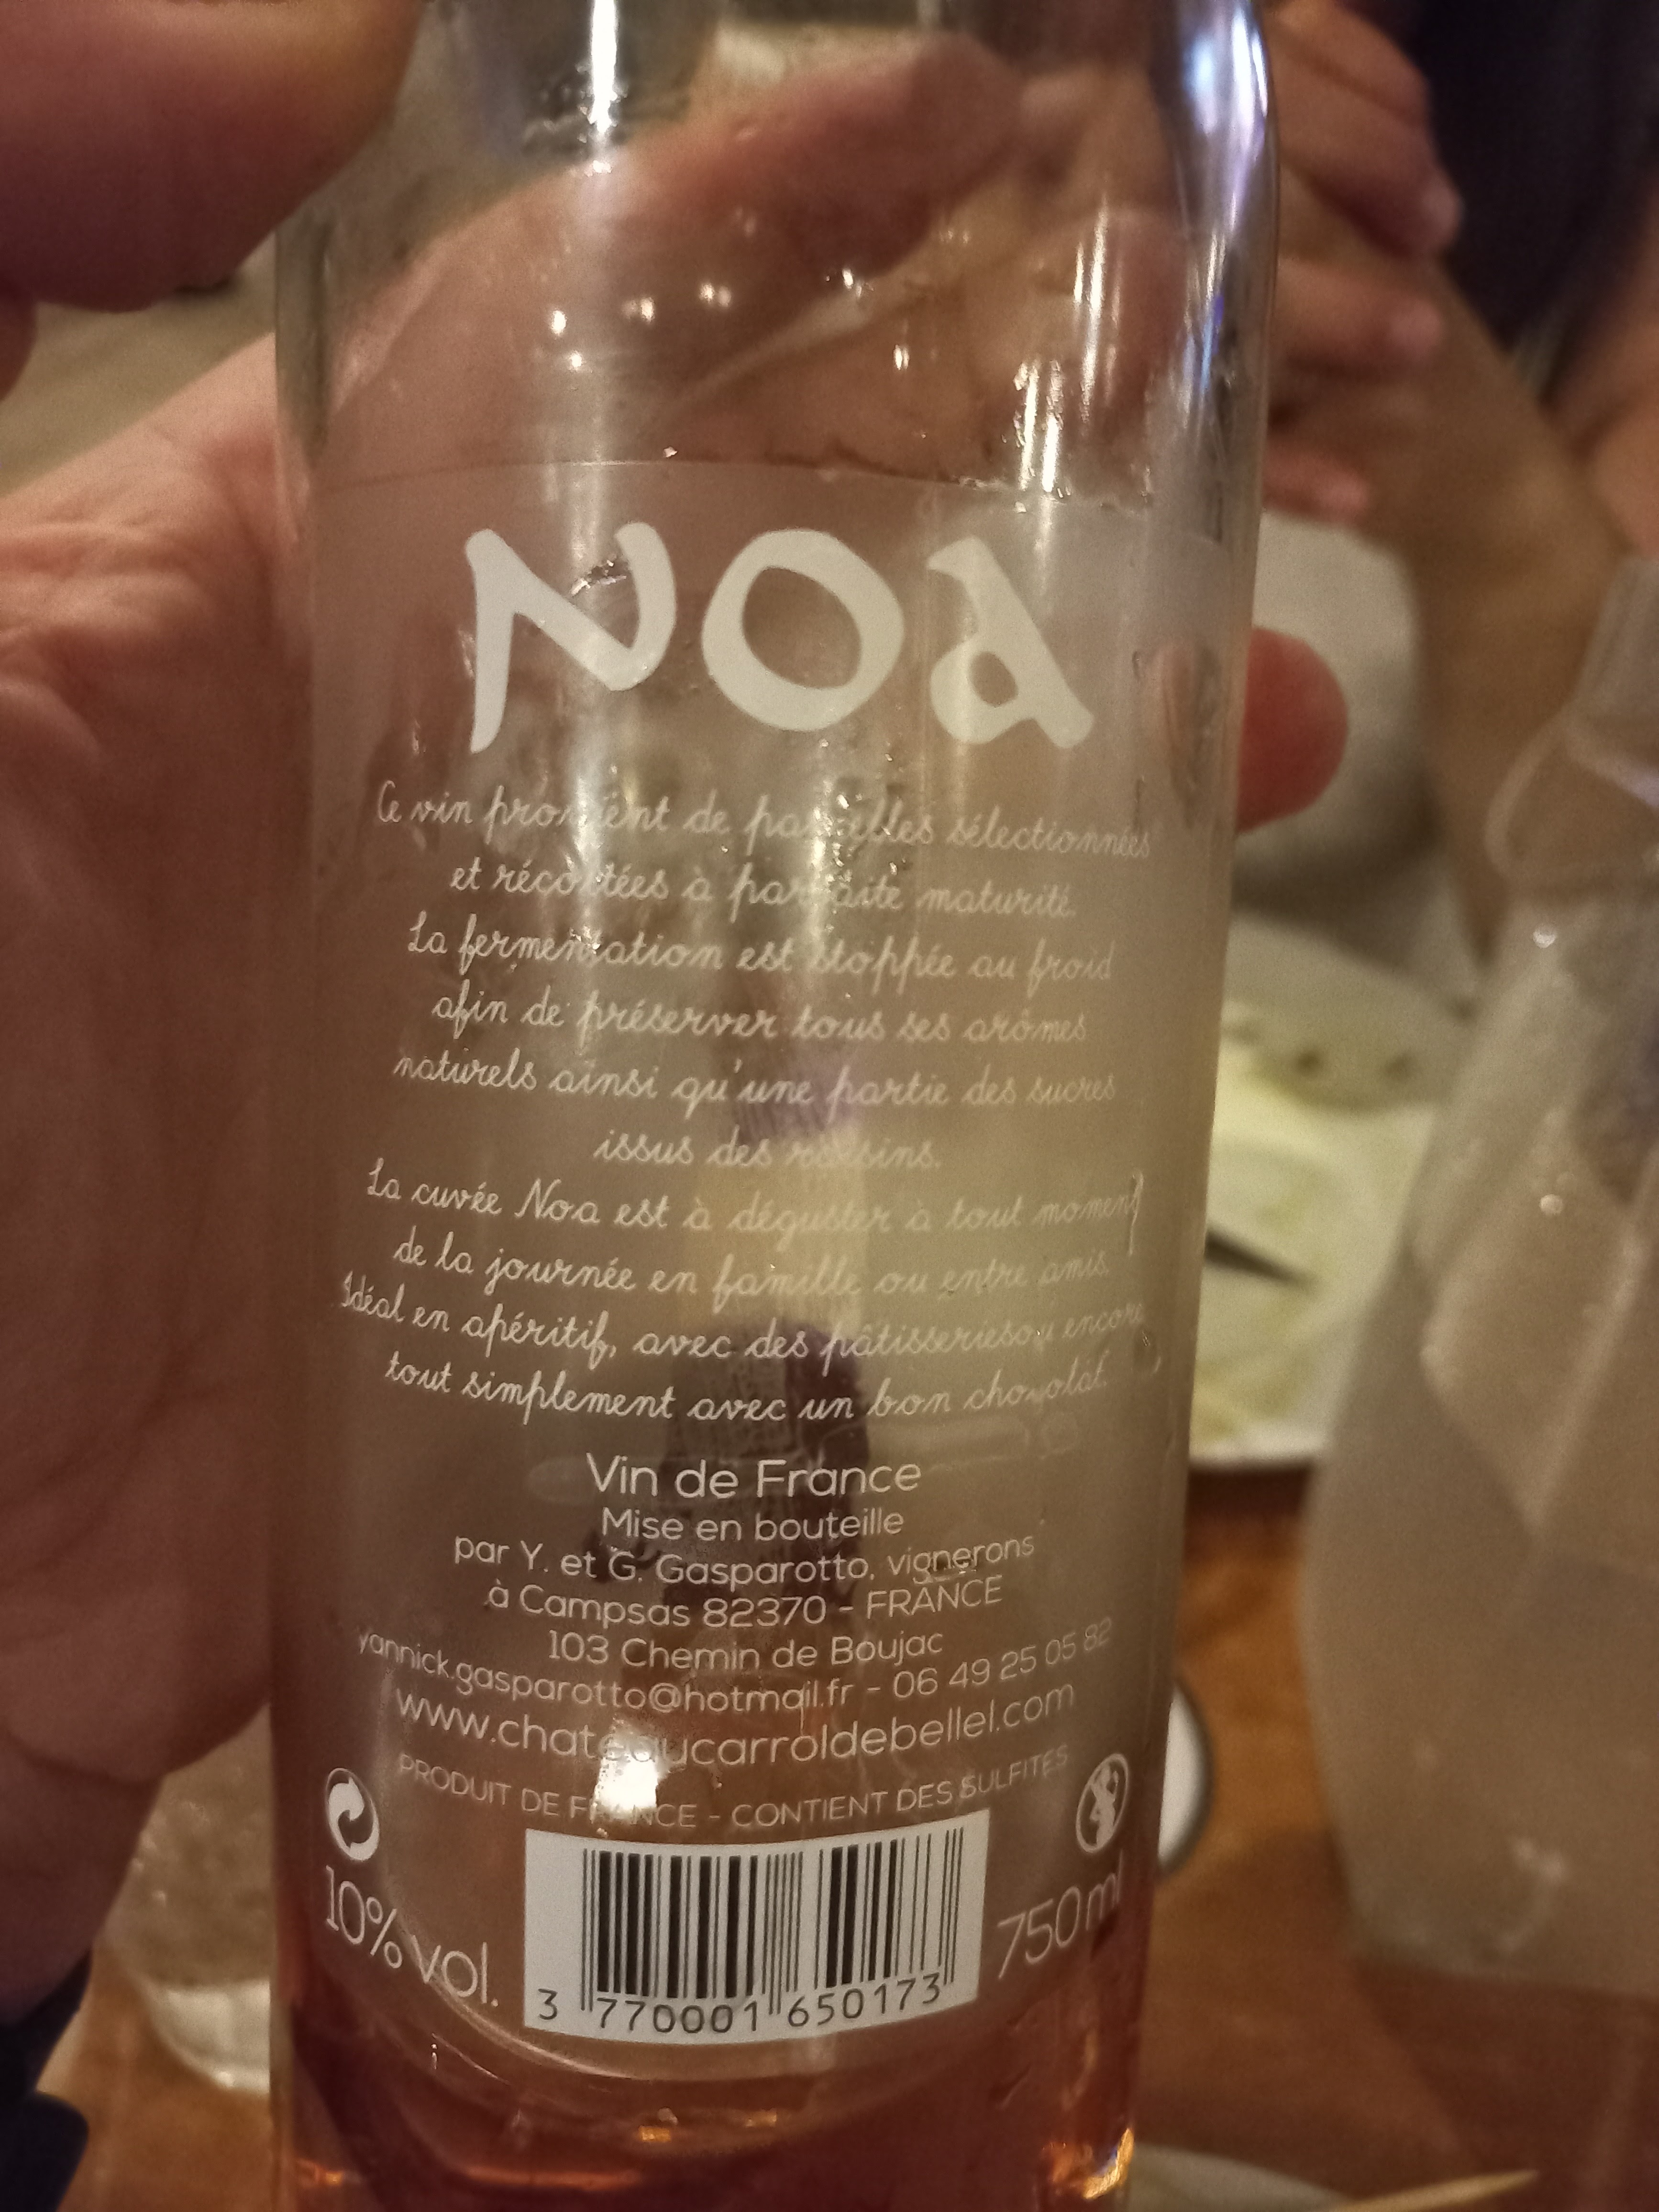 Noa
Ce vin provient de parcelles sélectionnées
et récoltées à parfaite maturité.
La fermentation est stoppée au froid
afin de préserver tous ses arômes
naturels ainsi qu'une partie des sucres
issus des raisins.
La cuvée Noa est à déguster à tout moment
de la journée en famille ou entre amis.
Idéal en apéritif, avec des pâtisseriesou encore
tout simplement avec un bon chocolat.
Vin de France
Mise en bouteille
par Y. et G. Gasparotto, vignerons
à Campsas 82370 - FRANCE
103 Chemin de Boujac
yannick.gasparotto@hotmail.fr - 06 49 25 05 82
www.chateaucarroldebellel.com
PRODUIT DE FRANCE - CONTIENT DES SULFITES
10% vol.
750 ml
3 770001 650173